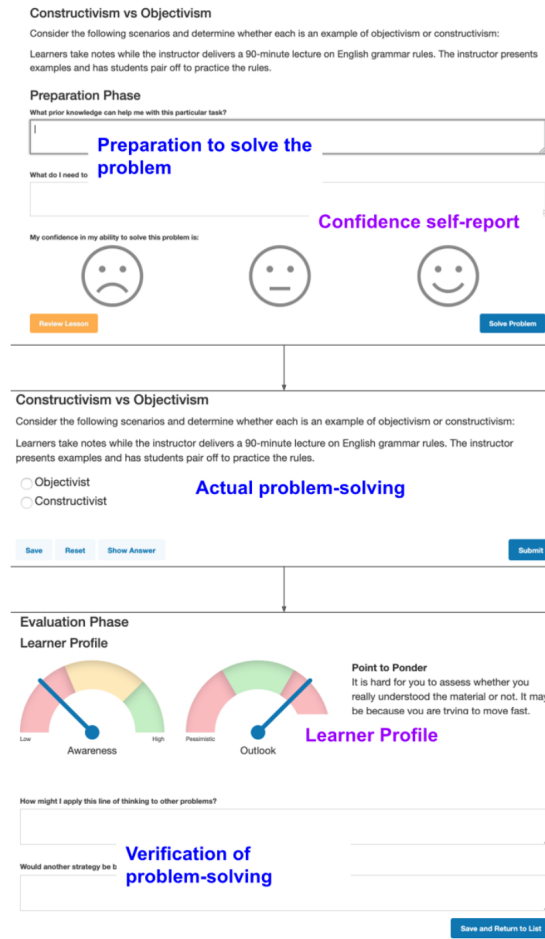 Constructivism vs Objectivism
Consider the following scenarios and determine whether each is an example of objectivism or constructivism:
Learners take notes while the instructor delivers a 90-minute lecture on English grammar rules. The instructor presents
examples and has students pair off to practice the rules.
Preparation Phase
What prior knowledge can help me with this particular task?
Preparation to solve the
problem
What do I need to
Confidence self-report
My confidence in my ability to solve this problem is:
Review Lesson
Solve Problem
Constructivism vs Objectivism
Consider the following scenarios and determine whether each is an example of objectivism or constructivism:
Learners take notes while the instructor delivers a 90-minute lecture on English grammar rules. The instructor
presents examples and has students pair off to practice the rules.
Objectivist
Constructivist
Actual problem-solving
Save
Reset
Show Answer
Submit
Evaluation Phase
Learner Profile
Low
High
Awareness
Pessimistic
Outlook
Point to Ponder
It is hard for you to assess whether you
really understood the material or not. It may
be because you are trying to move fast.
Learner Profile
How might I apply this line of thinking to other problems?
Verification of
problem-solving
Would another strategy be b
Save and Return to List